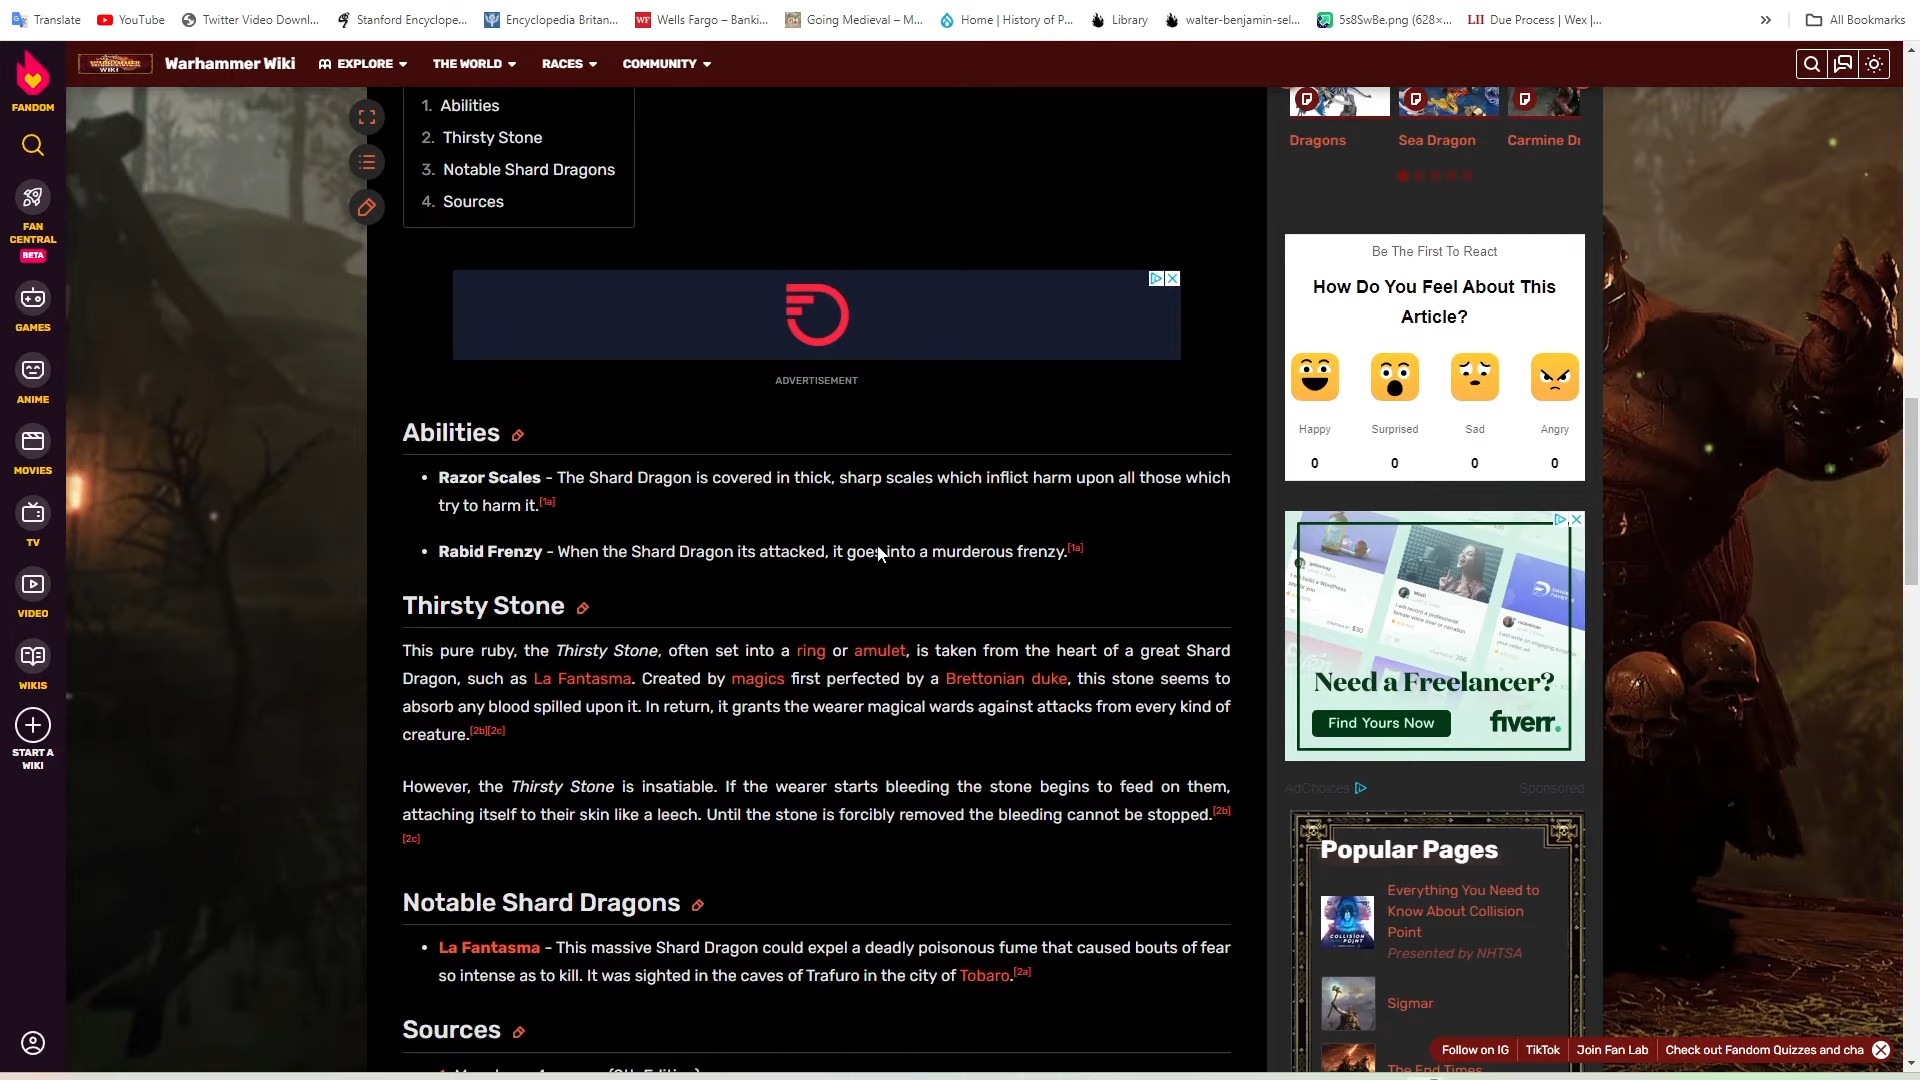 Translate
YouTube
Twitter Video Downl...
Stanford Encyclope...
Encyclopedia Britan...
Wells Fargo – Banki...
Going Medieval – M...
Home | History of P...
Library
walter-benjamin-sel...
5s8SwBe.png (628×...
LII Due Process | Wex |...
»
All Bookmarks
FANDOM
FAN CENTRAL
BETA
GAMES
ANIME
MOVIES
TV
VIDEO
WIKIS
START A WIKI
Warhammer Wiki
EXPLORE
THE WORLD
RACES
COMMUNITY
1. Abilities
2. Thirsty Stone
3. Notable Shard Dragons
4. Sources
ADVERTISEMENT
Abilities
• Razor Scales - The Shard Dragon is covered in thick, sharp scales which inflict harm upon all those which
try to harm it.[1a]
• Rabid Frenzy - When the Shard Dragon its attacked, it goes into a murderous frenzy.[1a]
Thirsty Stone
This pure ruby, the Thirsty Stone, often set into a ring or amulet, is taken from the heart of a great Shard
Dragon, such as La Fantasma. Created by magics first perfected by a Brettonian duke, this stone seems to
absorb any blood spilled upon it. In return, it grants the wearer magical wards against attacks from every kind of
creature.[2b][2c]
However, the Thirsty Stone is insatiable. If the wearer starts bleeding the stone begins to feed on them,
attaching itself to their skin like a leech. Until the stone is forcibly removed the bleeding cannot be stopped.[2b]
[2c]
Notable Shard Dragons
• La Fantasma - This massive Shard Dragon could expel a deadly poisonous fume that caused bouts of fear
so intense as to kill. It was sighted in the caves of Trafuro in the city of Tobaro.[2a]
Sources
Dragons
Sea Dragon
Carmine Dr
Be The First To React
How Do You Feel About This
Article?
Happy
Surprised
Sad
Angry
0
0
0
0
Need a Freelancer?
Find Yours Now
fiverr.
AdChoices
Sponsored
Popular Pages
Everything You Need to
Know About Collision
Point
Presented by NHTSA
Sigmar
The End Times
Follow on IG
TikTok
Join Fan Lab
Check out Fandom Quizzes and cha